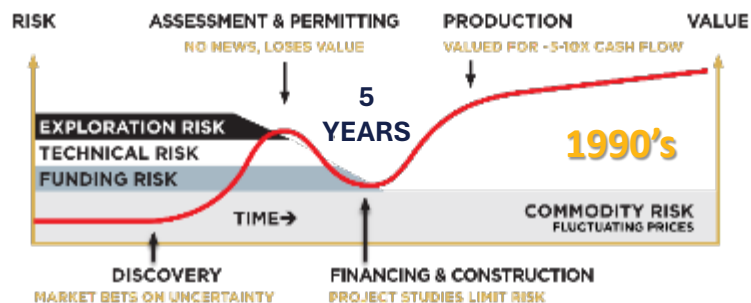 RISK
ASSESSMENT & PERMITTING
PRODUCTION
VALUE
NO NEWS, LOSES VALUE
VALUED FOR ~5-10X CASH FLOW
5
YEARS
EXPLORATION RISK
TECHNICAL RISK
FUNDING RISK
1990's
TIME→
COMMODITY RISK
FLUCTUATING PRICES
DISCOVERY
FINANCING & CONSTRUCTION
MARKET BETS ON UNCERTAINTY
PROJECT STUDIES LIMIT RISK